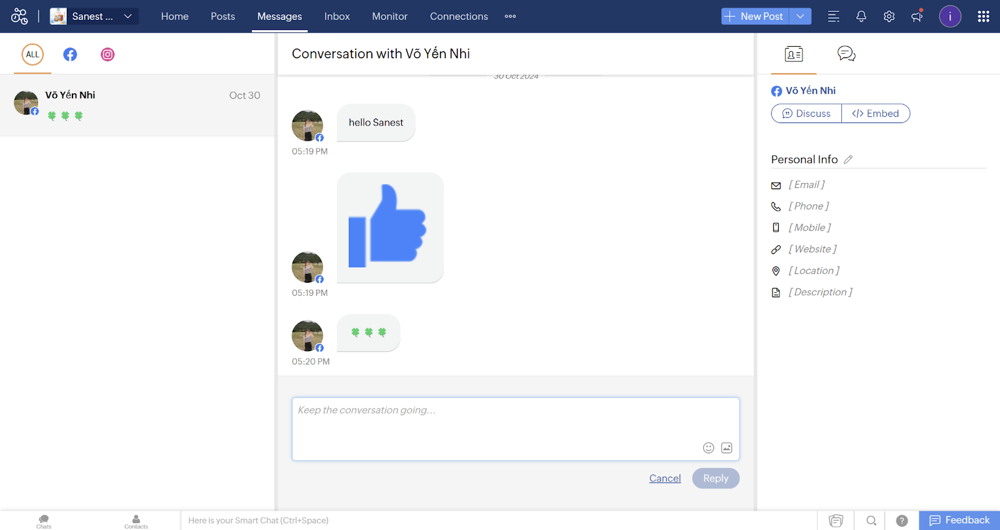 Sanest ...
Home
Posts
Messages
Inbox
Monitor
Connections
New Post
i
ALL
Võ Yến Nhi
Oct 30
Conversation with Võ Yến Nhi
30 Oct 2024
hello Sanest
05:19 PM
05:19 PM
05:20 PM
Keep the conversation going...
Cancel
Reply
Võ Yến Nhi
Discuss
</> Embed
Personal Info
[ Email ]
[ Phone ]
[ Mobile ]
[ Website ]
[ Location ]
[ Description ]
Chats
Contacts
Here is your Smart Chat (Ctrl+Space)
?
Feedback